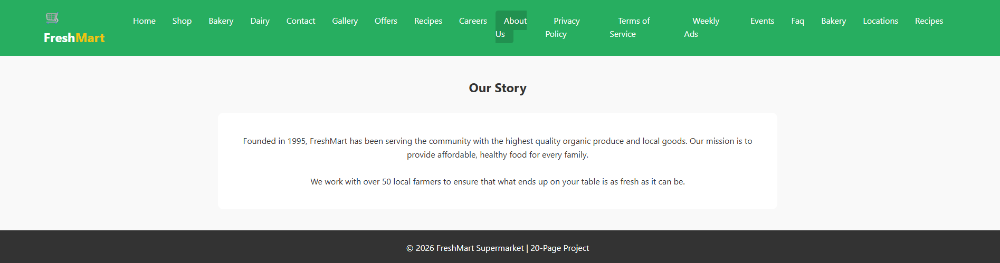 FreshMart
Home Shop Bakery Dairy Contact Gallery Offers Recipes Careers About Us Privacy Policy Terms of Service Weekly Ads Events Faq Bakery Locations Recipes
Our Story
Founded in 1995, FreshMart has been serving the community with the highest quality organic produce and local goods. Our mission is to
provide affordable, healthy food for every family.
We work with over 50 local farmers to ensure that what ends up on your table is as fresh as it can be.
© 2026 FreshMart Supermarket | 20-Page Project